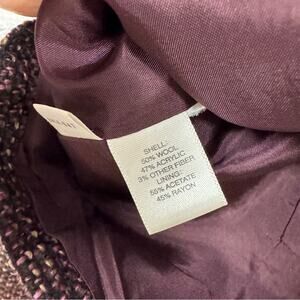 SHELL:
50% WOOL
47% ACRYLIC
3% OTHER FIBER
LINING:
55% ACETATE
45% RAYON